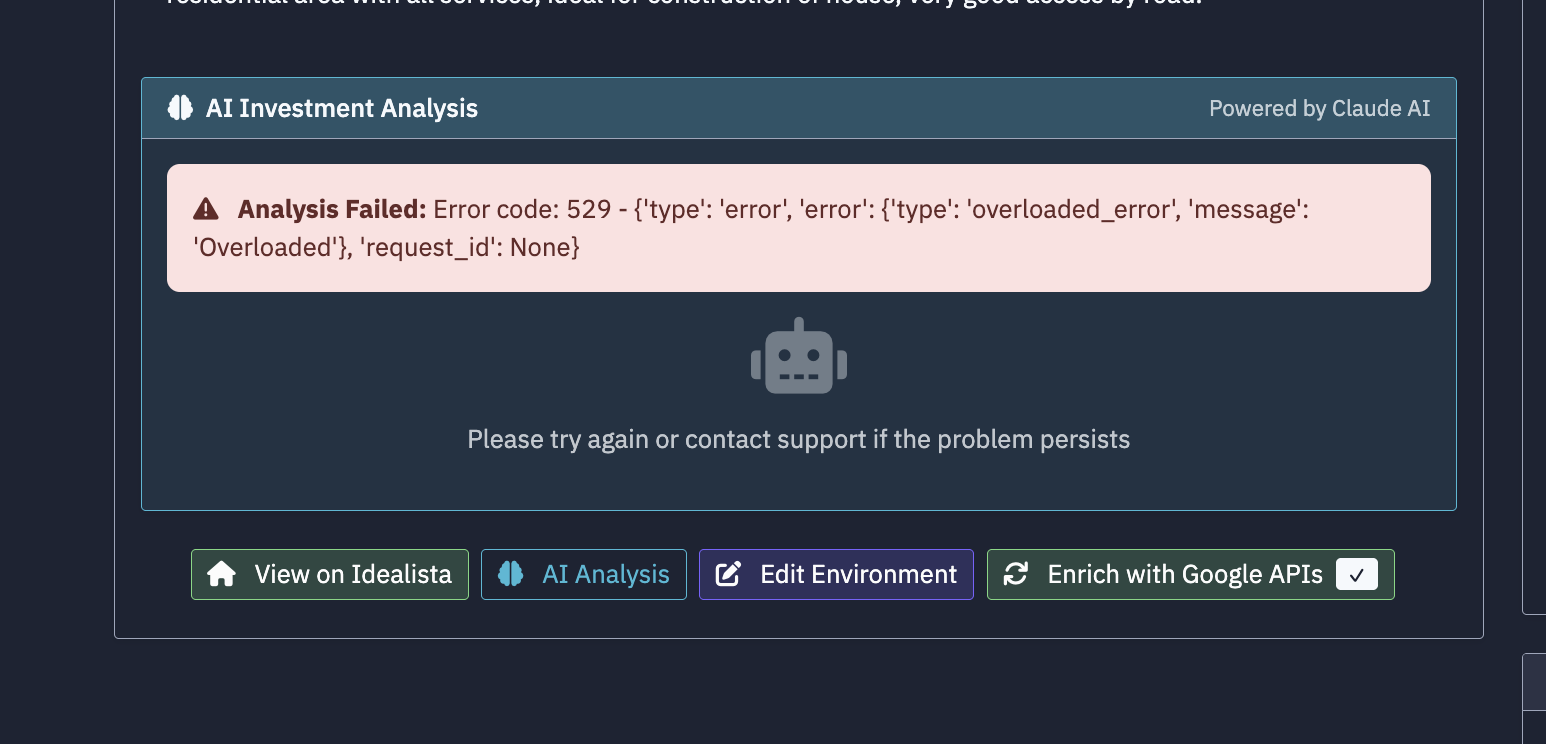 residential area with all services, ideal for construction of house, very good access by road.
AI Investment Analysis
Powered by Claude AI
Analysis Failed: Error code: 529 - {'type': 'error', 'error': {'type': 'overloaded_error', 'message':
'Overloaded'}, 'request_id': None}
Please try again or contact support if the problem persists
View on Idealista
AI Analysis
Edit Environment
Enrich with Google APIs ✓